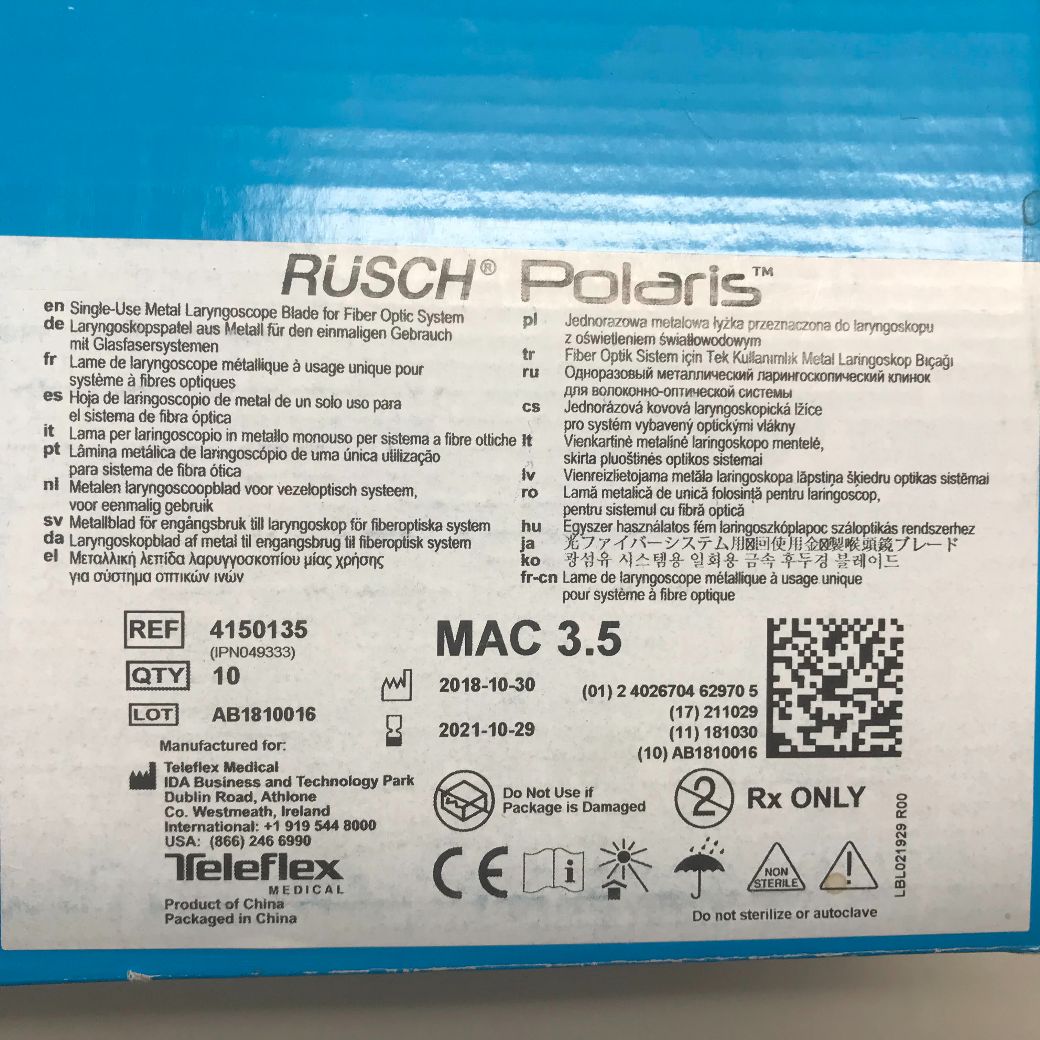 RÜSCH® Polaris™
en Single-Use Metal Laryngoscope Blade for Fiber Optic System
de Laryngoskopspatel aus Metall für den einmaligen Gebrauch
mit Glasfasersystemen
fr Lame de laryngoscope métallique à usage unique pour
système à fibres optiques
es Hoja de laringoscopio de metal de un solo uso para
el sistema de fibra óptica
it Lama per laringoscopio in metallo monouso per sistema a fibre ottiche
pt Lâmina metálica de laringoscópio de uma única utilização
para sistema de fibra ótica
nl Metalen laryngoscoopblad voor vezeloptisch systeem,
voor eenmalig gebruik
sv Metallblad för engångsbruk till laryngoskop för fiberoptiska system
da Laryngoskopblad af metal til engangsbrug til fiberoptisk system
el Μεταλλική λεπίδα λαρυγγοσκοπίου μίας χρήσης
για σύστημα οπτικών ινών
pl Jednorazowa metalowa łyżka przeznaczona do laryngoskopu
z oświetleniem światłowodowym
tr Fiber Optik Sistem için Tek Kullanımlık Metal Laringoskop Bıçağı
ru Одноразовый металлический ларингоскопический клинок
для волоконно-оптической системы
cs Jednorázová kovová laryngoskopická lžíce
pro systém vybavený optickými vlákny
lt Vienkartinė metalinė laringoskopo mentelė,
skirta pluoštinės optikos sistemai
lv Vienreizlietojama metāla laringoskopa lāpstiņa šķiedru optikas sistēmai
ro Lamă metalică de unică folosință pentru laringoscop,
pentru sistemul cu fibră optică
hu Egyszer használatos fém laringoszkóplapoc száloptikás rendszerhez
ja 光ファイバーシステム用回使用金製喉頭鏡ブレード
ko 광섬유 시스템용 일회용 금속 후두경 블레이드
fr-cn Lame de laryngoscope métallique à usage unique
pour système à fibre optique
REF 4150135
(IPN049333)
QTY 10
LOT AB1810016
MAC 3.5
2018-10-30
2021-10-29
(01) 2 4026704 62970 5
(17) 211029
(11) 181030
(10) AB1810016
Manufactured for:
Teleflex Medical
IDA Business and Technology Park
Dublin Road, Athlone
Co. Westmeath, Ireland
International: +1 919 544 8000
USA: (866) 246 6990
Teleflex
MEDICAL
Product of China
Packaged in China
Do Not Use if
Package is Damaged
2
Rx ONLY
CE
i
NON
STERILE
!
Do not sterilize or autoclave
LBL021929 R00